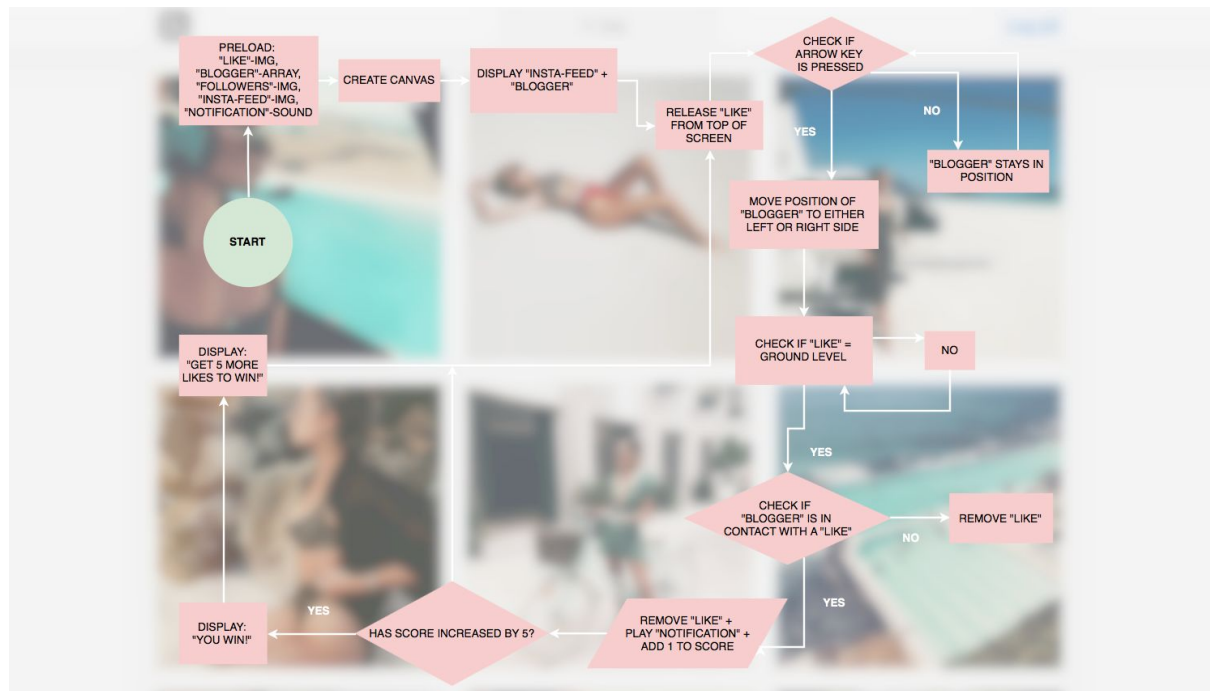 PRELOAD:
"LIKE"-IMG,
"BLOGGER"-ARRAY,
"FOLLOWERS"-IMG,
"INSTA-FEED"-IMG,
"NOTIFICATION"-SOUND
CREATE CANVAS
DISPLAY "INSTA-FEED" +
"BLOGGER"
RELEASE "LIKE"
FROM TOP OF
SCREEN
CHECK IF
ARROW KEY
IS PRESSED
NO
YES
"BLOGGER" STAYS IN
POSITION
MOVE POSITION OF
"BLOGGER" TO EITHER
LEFT OR RIGHT SIDE
START
CHECK IF "LIKE" =
GROUND LEVEL
NO
DISPLAY:
"GET 5 MORE
LIKES TO WIN!"
YES
CHECK IF
"BLOGGER" IS IN
CONTACT WITH A "LIKE"
NO
REMOVE "LIKE"
YES
REMOVE "LIKE" +
PLAY "NOTIFICATION" +
ADD 1 TO SCORE
HAS SCORE INCREASED BY 5?
YES
DISPLAY:
"YOU WIN!"